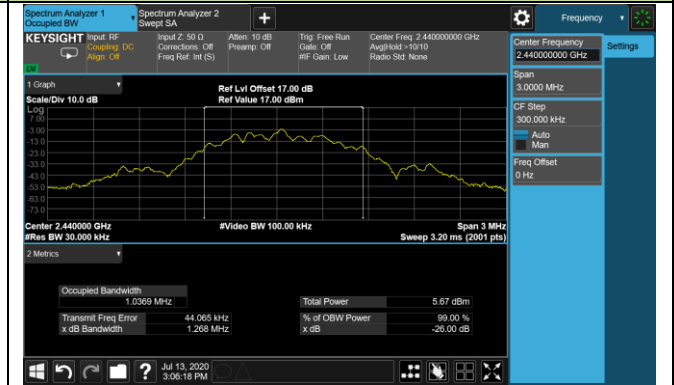 Spectrum Analyzer 1
Occupied BW
Spectrum Analyzer 2
Swept SA
+
Frequency
KEYSIGHT
Input: RF
Coupling: DC
Align: Off
Input Z: 50 Ω
Corrections: Off
Freq Ref: Int (S)
Atten: 10 dB
Preamp: Off
Trig: Free Run
Gate: Off
#IF Gain: Low
Center Freq: 2.440000000 GHz
Avg|Hold:>10/10
Radio Std: None
LXI
Center Frequency
2.440000000 GHz
Settings
Span
3.0000 MHz
CF Step
300.000 kHz
Auto
Man
Freq Offset
0 Hz
1 Graph
Scale/Div 10.0 dB
Ref Lvl Offset 17.00 dB
Ref Value 17.00 dBm
Log
7.00
-3.00
-13.0
-23.0
-33.0
-43.0
-53.0
-63.0
-73.0
Center 2.440000 GHz
#Video BW 100.00 kHz
Span 3 MHz
#Res BW 30.000 kHz
Sweep 3.20 ms (2001 pts)
2 Metrics
Occupied Bandwidth
1.0369 MHz
Total Power
5.67 dBm
Transmit Freq Error
44.065 kHz
% of OBW Power
99.00 %
x dB Bandwidth
1.268 MHz
x dB
-26.00 dB
?
Jul 13, 2020
3:06:18 PM